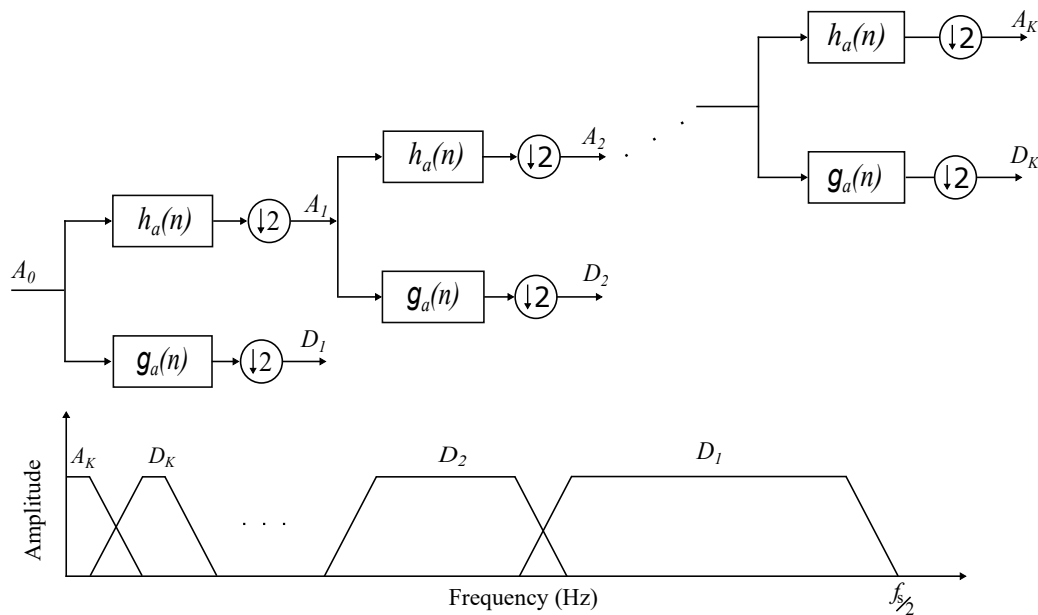 h_a(n) ↓2 A_K
h_a(n) ↓2 A_2 . . .
g_a(n) ↓2 D_K
h_a(n) ↓2 A_1
A_0
g_a(n) ↓2 D_2
g_a(n) ↓2 D_1
Amplitude
A_K D_K . . . D_2 D_1
Frequency (Hz)
f_s/2